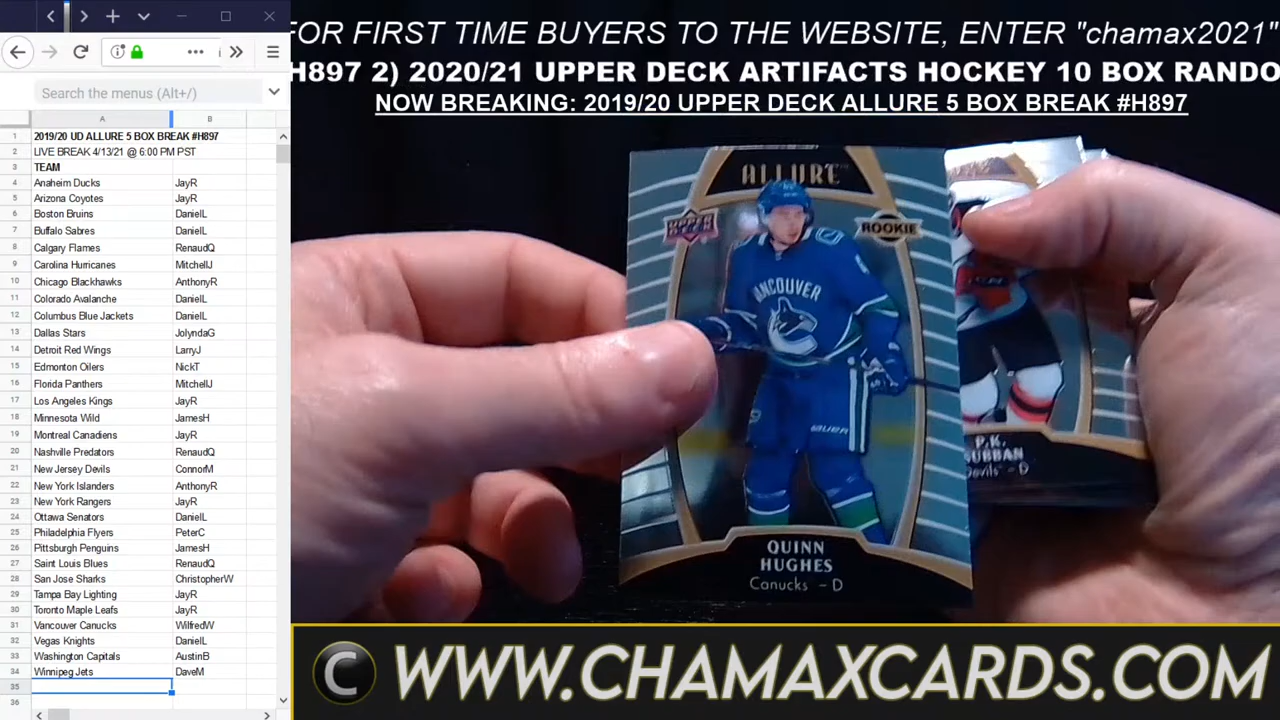 FOR FIRST TIME BUYERS TO THE WEBSITE, ENTER "chamax2021"
H897 2) 2020/21 UPPER DECK ARTIFACTS HOCKEY 10 BOX RANDO
NOW BREAKING: 2019/20 UPPER DECK ALLURE 5 BOX BREAK #H897
Search the menus (Alt+/)
A B
1 2019/20 UD ALLURE 5 BOX BREAK #H897
2 LIVE BREAK 4/13/21 @ 6:00 PM PST
3 TEAM
4 Anaheim Ducks JayR
5 Arizona Coyotes JayR
6 Boston Bruins DanielL
7 Buffalo Sabres DanielL
8 Calgary Flames RenaudQ
9 Carolina Hurricanes MitchellJ
10 Chicago Blackhawks AnthonyR
11 Colorado Avalanche DanielL
12 Columbus Blue Jackets DanielL
13 Dallas Stars JolyndaG
14 Detroit Red Wings LarryJ
15 Edmonton Oilers NickT
16 Florida Panthers MitchellJ
17 Los Angeles Kings JayR
18 Minnesota Wild JamesH
19 Montreal Canadiens JayR
20 Nashville Predators RenaudQ
21 New Jersey Devils ConnorM
22 New York Islanders AnthonyR
23 New York Rangers JayR
24 Ottawa Senators DanielL
25 Philadelphia Flyers PeterC
26 Pittsburgh Penguins JamesH
27 Saint Louis Blues RenaudQ
28 San Jose Sharks ChristopherW
29 Tampa Bay Lighting JayR
30 Toronto Maple Leafs JayR
31 Vancouver Canucks WilfredW
32 Vegas Knights DanielL
33 Washington Capitals AustinB
34 Winnipeg Jets DaveM
35
36
ALLURE
UPPER DECK
ROOKIE
VANCOUVER
BAUER
QUINN
HUGHES
Canucks - D
P.K.
SUBBAN
Devils - D
C WWW.CHAMAXCARDS.COM